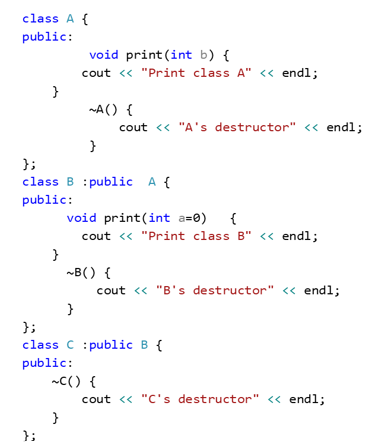 class A {
public:
void print(int b) {
cout << "Print class A" << endl;
}
~A() {
cout << "A's destructor" << endl;
}
};
class B :public  A {
public:
void print(int a=0)   {
cout << "Print class B" << endl;
}
~B() {
cout << "B's destructor" << endl;
}
};
class C :public B {
public:
~C() {
cout << "C's destructor" << endl;
}
};